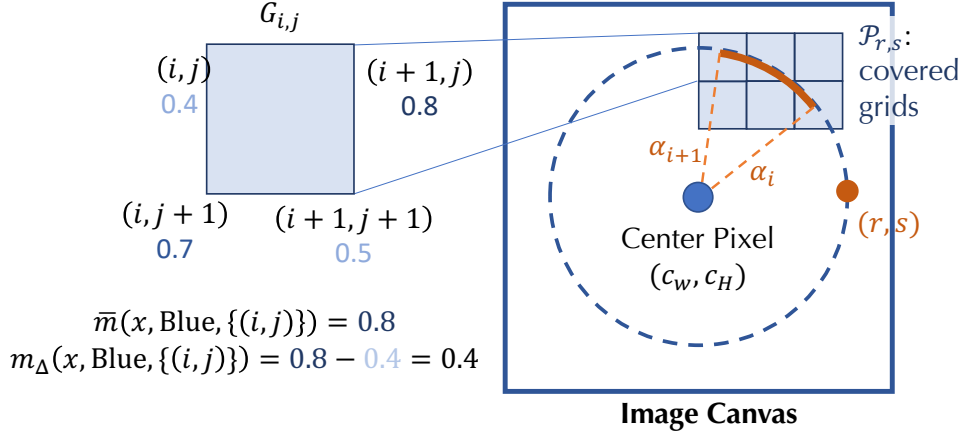 G_{i,j}
(i, j)
0.4
(i + 1, j)
0.8
(i, j + 1)
0.7
(i + 1, j + 1)
0.5
m̅(x, Blue, {(i, j)}) = 0.8
m_Δ(x, Blue, {(i, j)}) = 0.8 − 0.4 = 0.4
𝒫_{r,s}:
covered
grids
α_{i+1}
α_i
(r, s)
Center Pixel
(c_w, c_H)
Image Canvas